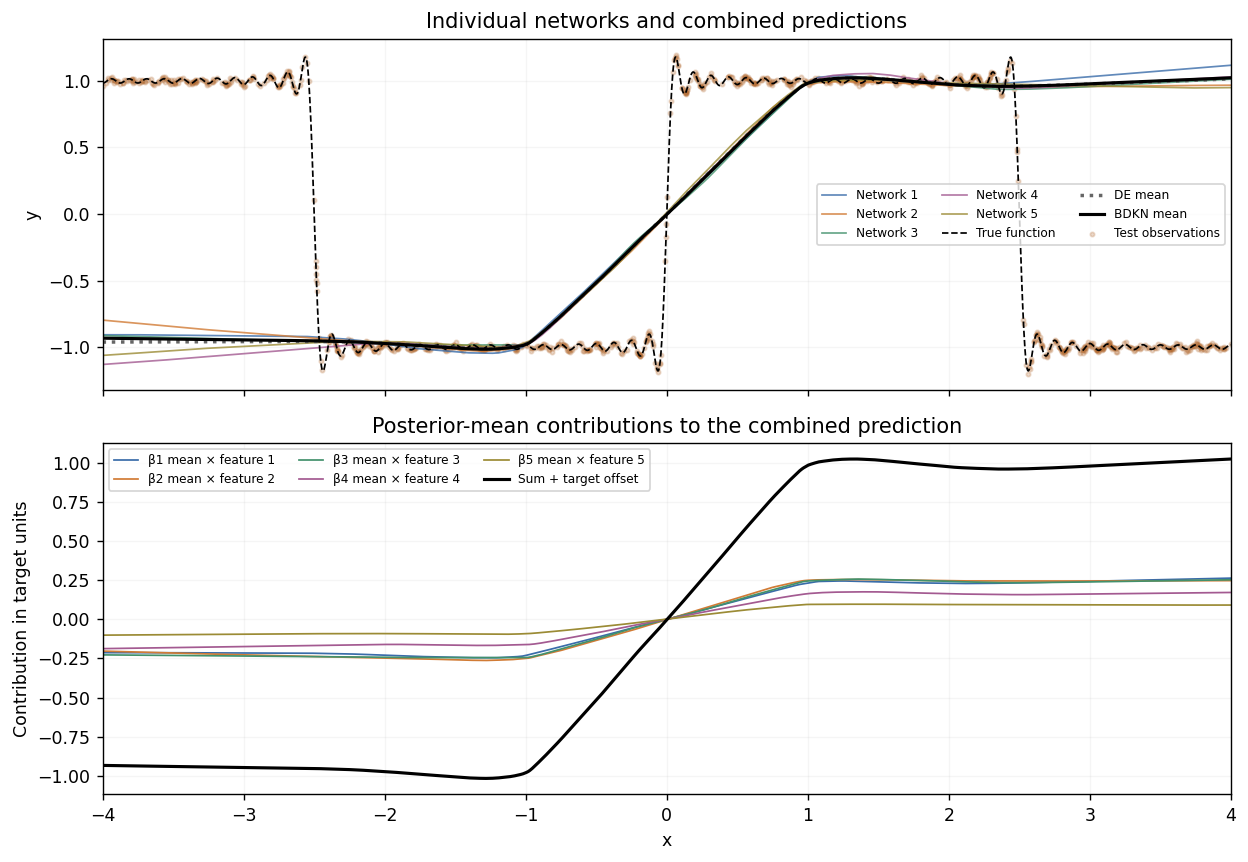 Individual networks and combined predictions
1.0
0.5
0.0
−0.5
−1.0
y
Network 1 Network 4 DE mean
Network 2 Network 5 BDKN mean
Network 3 True function Test observations
Posterior-mean contributions to the combined prediction
β1 mean × feature 1 β3 mean × feature 3 β5 mean × feature 5
β2 mean × feature 2 β4 mean × feature 4 Sum + target offset
1.00
0.75
0.50
0.25
0.00
−0.25
−0.50
−0.75
−1.00
Contribution in target units
−4 −3 −2 −1 0 1 2 3 4
x